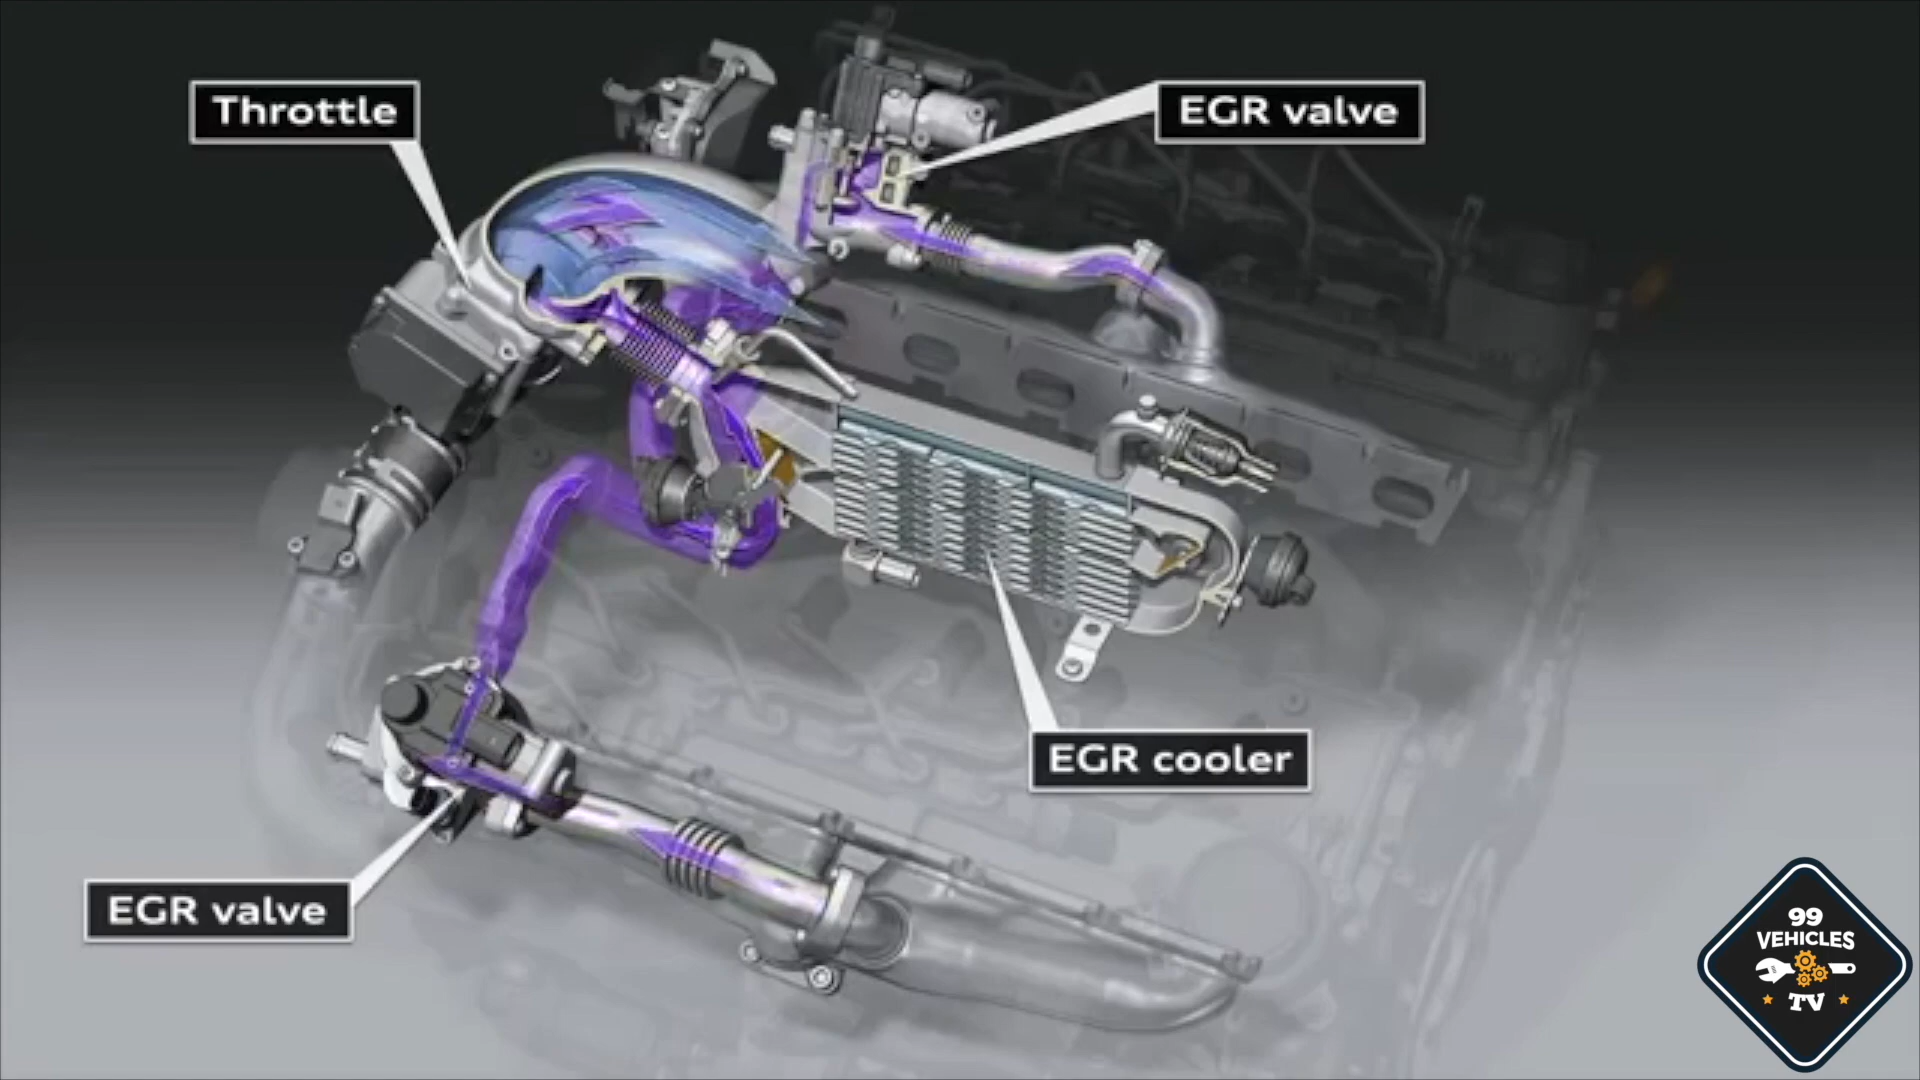 Throttle
EGR valve
EGR cooler
EGR valve
99
VEHICLES
TV